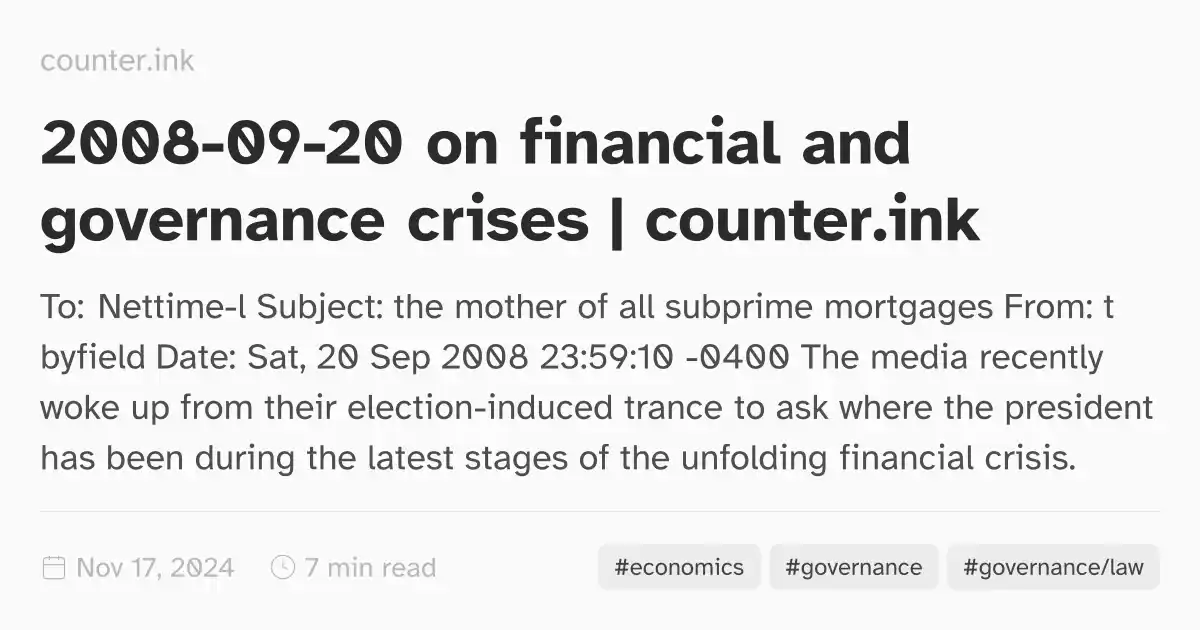 counter.ink
2008-09-20 on financial and
governance crises | counter.ink
To: Nettime-l Subject: the mother of all subprime mortgages From: t
byfield Date: Sat, 20 Sep 2008 23:59:10 -0400 The media recently
woke up from their election-induced trance to ask where the president
has been during the latest stages of the unfolding financial crisis.
Nov 17, 2024 7 min read #economics #governance #governance/law